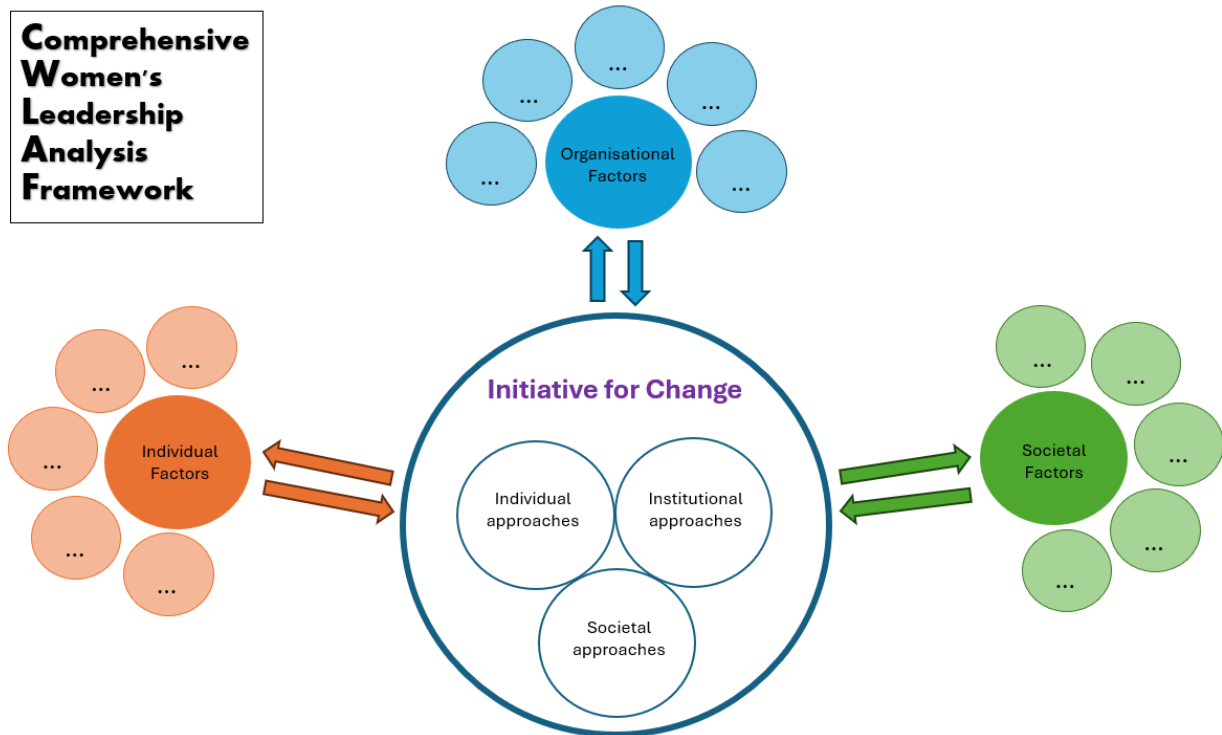 Comprehensive
Women's
Leadership
Analysis
Framework
...
...
...
...
...
Organisational
Factors
Initiative for Change
Individual
approaches
Institutional
approaches
Societal
approaches
...
...
...
...
...
Individual
Factors
...
...
...
...
...
Societal
Factors